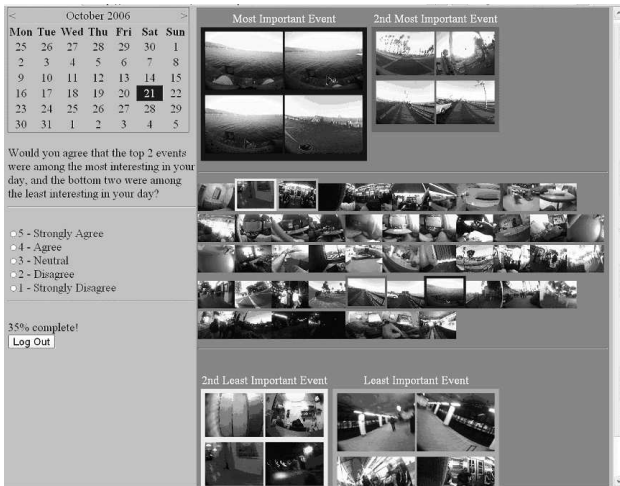 < October 2006 >
Mon Tue Wed Thu Fri Sat Sun
25 26 27 28 29 30 1
2 3 4 5 6 7 8
9 10 11 12 13 14 15
16 17 18 19 20 21 22
23 24 25 26 27 28 29
30 31 1 2 3 4 5
Would you agree that the top 2 events
were among the most interesting in your
day, and the bottom two were among
the least interesting in your day?
5 - Strongly Agree
4 - Agree
3 - Neutral
2 - Disagree
1 - Strongly Disagree
35% complete!
Log Out
Most Important Event
2nd Most Important Event
2nd Least Important Event
Least Important Event